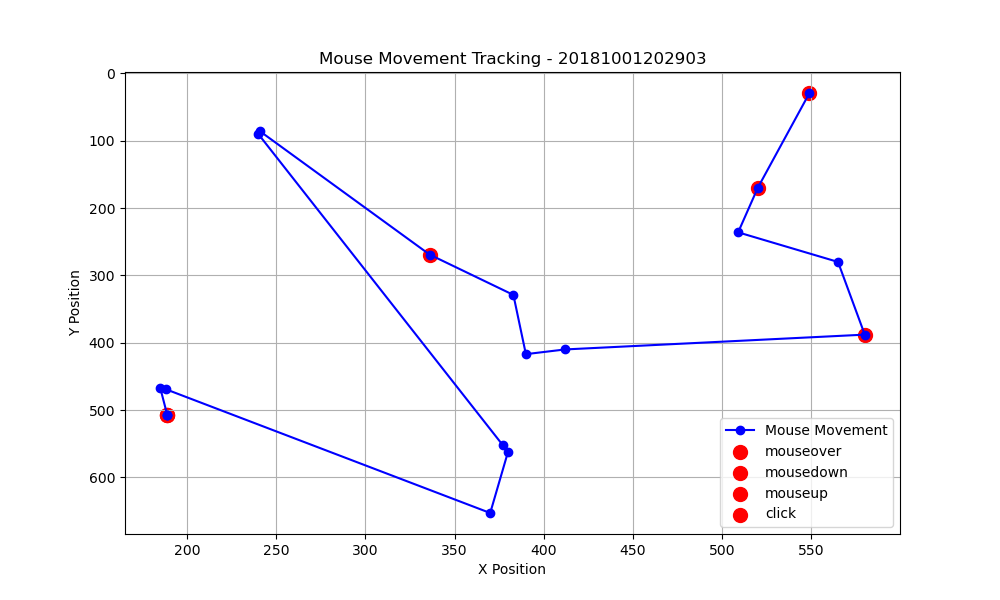 Mouse Movement Tracking - 20181001202903
0
100
200
300
400
500
600
Y Position
200
250
300
350
400
450
500
550
X Position
Mouse Movement
mouseover
mousedown
mouseup
click